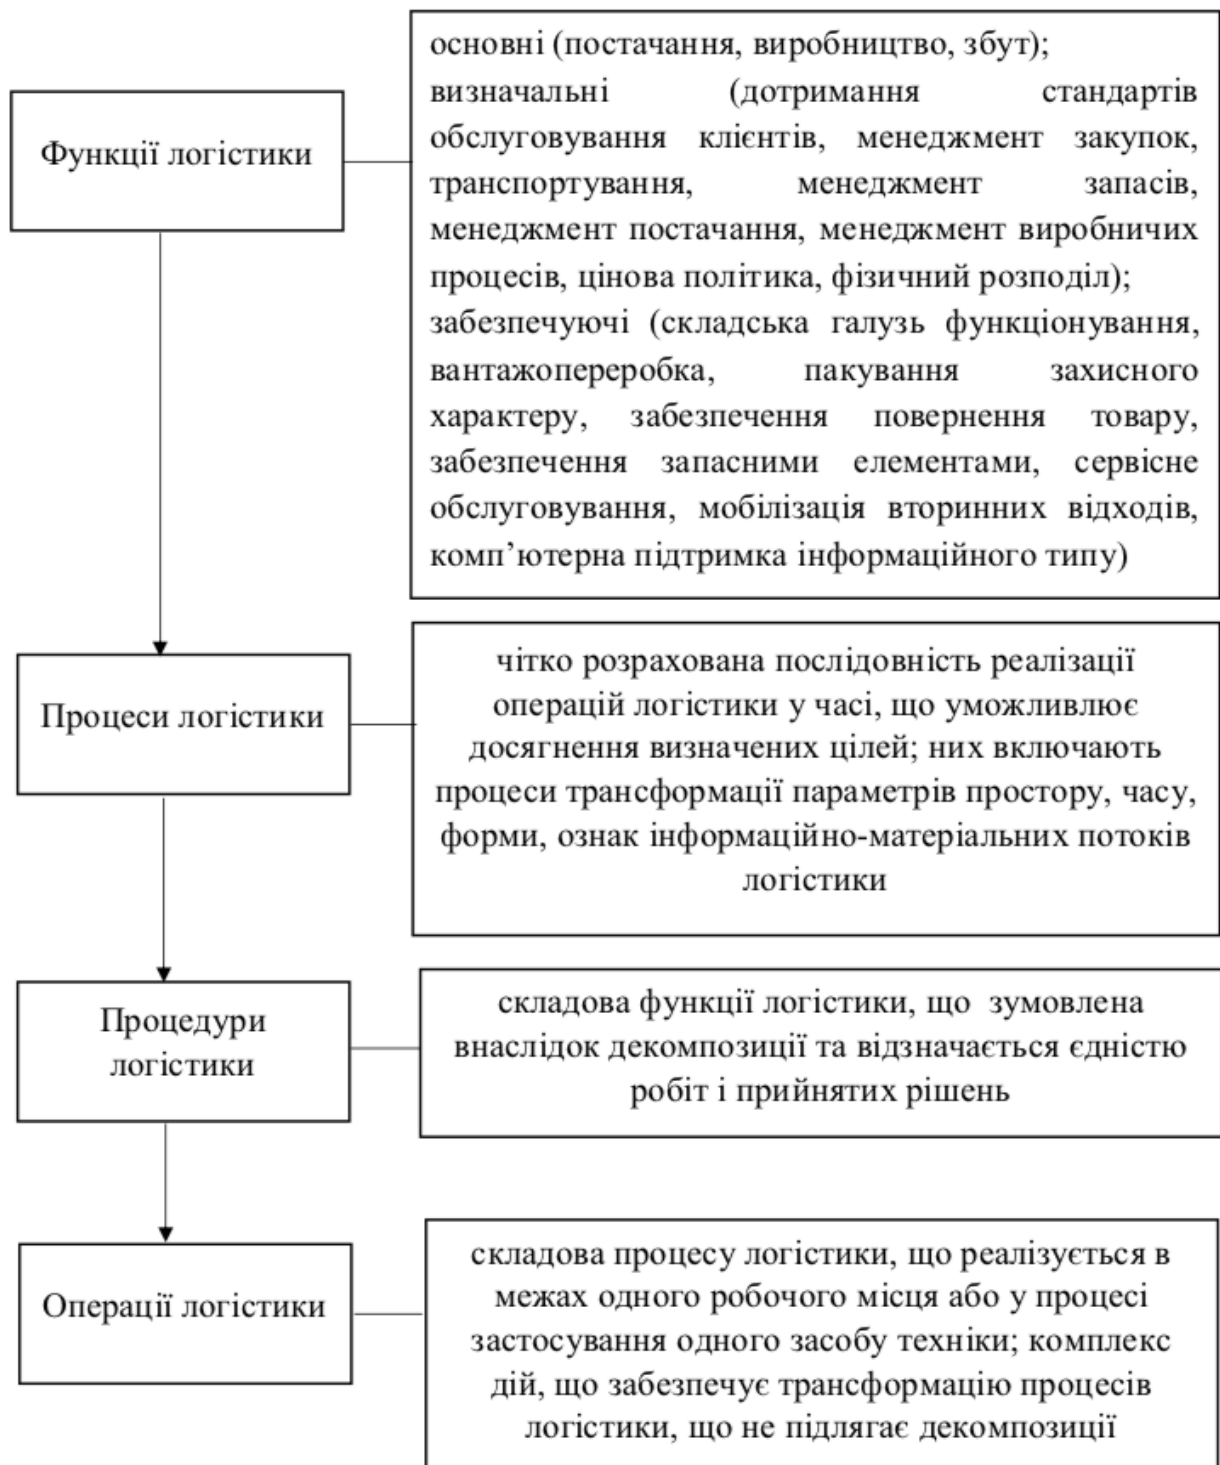 Функції логістики
основні (постачання, виробництво, збут);
визначальні (дотримання стандартів
обслуговування клієнтів, менеджмент закупок,
транспортування, менеджмент запасів,
менеджмент постачання, менеджмент виробничих
процесів, цінова політика, фізичний розподіл);
забезпечуючі (складська галузь функціонування,
вантажопереробка, пакування захисного
характеру, забезпечення повернення товару,
забезпечення запасними елементами, сервісне
обслуговування, мобілізація вторинних відходів,
комп’ютерна підтримка інформаційного типу)
Процеси логістики
чітко розрахована послідовність реалізації
операцій логістики у часі, що уможливлює
досягнення визначених цілей; них включають
процеси трансформації параметрів простору, часу,
форми, ознак інформаційно-матеріальних потоків
логістики
Процедури
логістики
складова функції логістики, що зумовлена
внаслідок декомпозиції та відзначається єдністю
робіт і прийнятих рішень
Операції логістики
складова процесу логістики, що реалізується в
межах одного робочого місця або у процесі
застосування одного засобу техніки; комплекс
дій, що забезпечує трансформацію процесів
логістики, що не підлягає декомпозиції